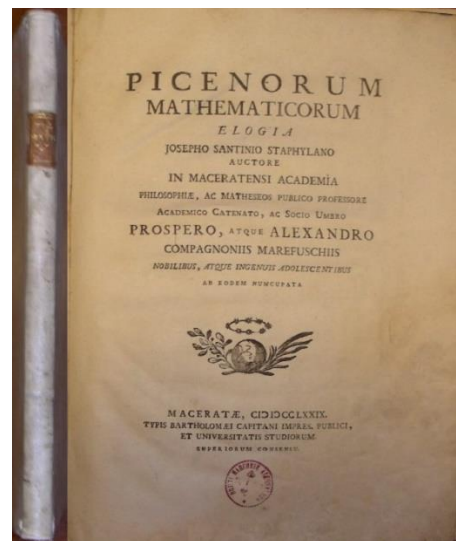 PICENORUM
MATHEMATICORUM
ELOGIA
JOSEPHO SANTINIO STAPHYLANO
AUCTORE
IN MACERATENSI ACADEMIA
PHILOSOPHIÆ, AC MATHESEOS PUBLICO PROFESSORE
ACADEMICO CATENATO, AC SOCIO UMBRO
PROSPERO, ATQUE ALEXANDRO
COMPAGNONIIS MAREFUSCHIIS
NOBILIBUS, ATQUE INGENUIS ADOLESCENTIBUS
AB EODEM NUNCUPATA
MACERATÆ, CIƆIƆCCLXXIX.
TYPIS BARTHOLOMÆI CAPITANI IMPRES. PUBLICI,
ET UNIVERSITATIS STUDIORUM.
SUPERIORUM CONSENSU.